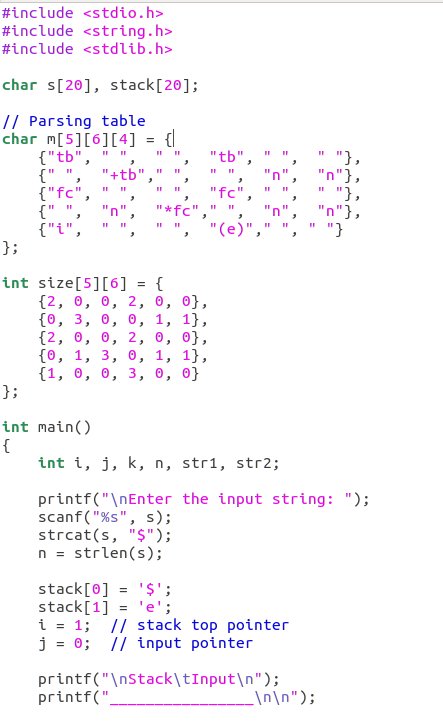 #include <stdio.h>
#include <string.h>
#include <stdlib.h>

char s[20], stack[20];

// Parsing table
char m[5][6][4] = {
    {"tb", " ",  " ",  "tb", " ",  " "},
    {" ",  "+tb"," ",  " ",  "n",  "n"},
    {"fc", " ",  " ",  "fc", " ",  " "},
    {" ",  "n",  "*fc"," ",  "n",  "n"},
    {"i",  " ",  " ",  "(e)"," ", " "}
};

int size[5][6] = {
    {2, 0, 0, 2, 0, 0},
    {0, 3, 0, 0, 1, 1},
    {2, 0, 0, 2, 0, 0},
    {0, 1, 3, 0, 1, 1},
    {1, 0, 0, 3, 0, 0}
};

int main()
{
    int i, j, k, n, str1, str2;

    printf("\nEnter the input string: ");
    scanf("%s", s);
    strcat(s, "$");
    n = strlen(s);

    stack[0] = '$';
    stack[1] = 'e';
    i = 1;  // stack top pointer
    j = 0;  // input pointer

    printf("\nStack\tInput\n");
    printf("________________\n\n");